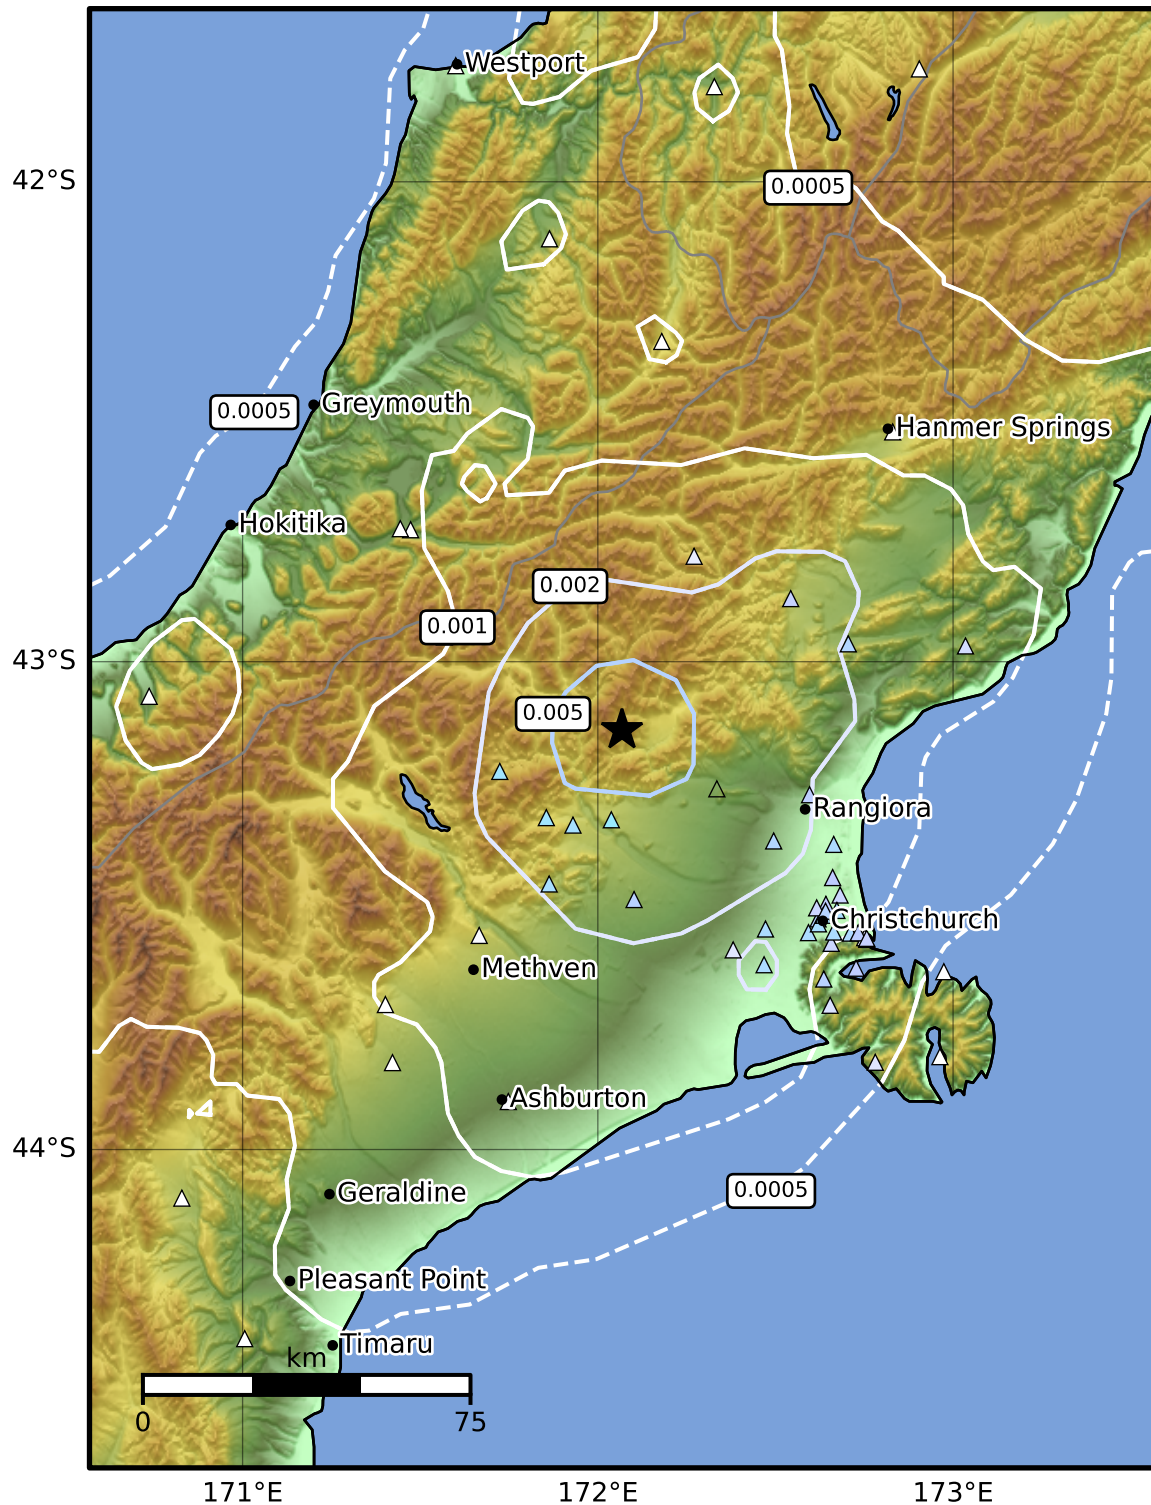 Westport
42°S
0.0005
0.0005
Greymouth
Hanmer Springs
Hokitika
0.002
0.001
43°S
0.005
Rangiora
Christchurch
Methven
Ashburton
44°S
0.0005
Geraldine
Pleasant Point
Timaru
km
0
75
171°E
172°E
173°E